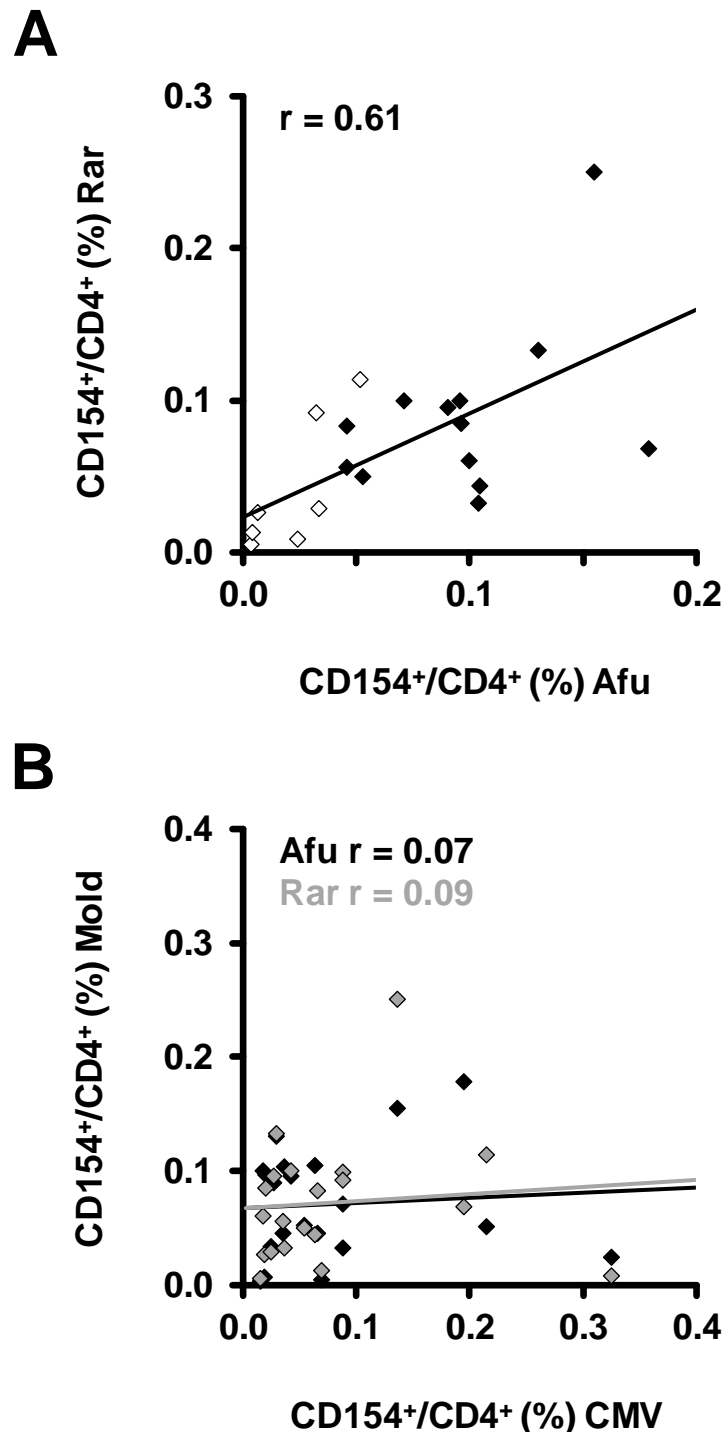 A
0.3
r = 0.61
0.2
0.1
0.0
CD154⁺/CD4⁺ (%) Rar
0.0 0.1 0.2
CD154⁺/CD4⁺ (%) Afu
B
0.4
Afu r = 0.07
Rar r = 0.09
0.3
0.2
0.1
0.0
CD154⁺/CD4⁺ (%) Mold
0.0 0.1 0.2 0.3 0.4
CD154⁺/CD4⁺ (%) CMV